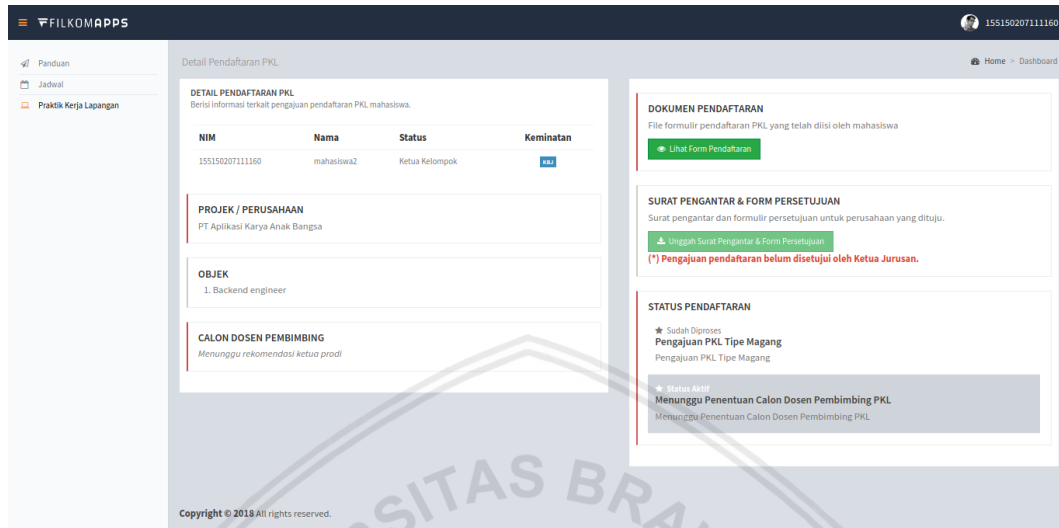 FILKOMAPPS
155150207111160
Panduan
Jadwal
Praktik Kerja Lapangan
Detail Pendaftaran PKL
Home > Dashboard
DETAIL PENDAFTARAN PKL
Berisi informasi terkait pengajuan pendaftaran PKL mahasiswa.
NIM Nama Status Keminatan
155150207111160 mahasiswa2 Ketua Kelompok KBJ
PROJEK / PERUSAHAAN
PT Aplikasi Karya Anak Bangsa
OBJEK
1. Backend engineer
CALON DOSEN PEMBIMBING
Menunggu rekomendasi ketua prodi
DOKUMEN PENDAFTARAN
File formulir pendaftaran PKL yang telah diisi oleh mahasiswa
Lihat Form Pendaftaran
SURAT PENGANTAR & FORM PERSETUJUAN
Surat pengantar dan formulir persetujuan untuk perusahaan yang dituju.
Unggah Surat Pengantar & Form Persetujuan
(*) Pengajuan pendaftaran belum disetujui oleh Ketua Jurusan.
STATUS PENDAFTARAN
Sudah Diproses
Pengajuan PKL Tipe Magang
Pengajuan PKL Tipe Magang
Status Aktif
Menunggu Penentuan Calon Dosen Pembimbing PKL
Menunggu Penentuan Calon Dosen Pembimbing PKL
Copyright © 2018 All rights reserved.